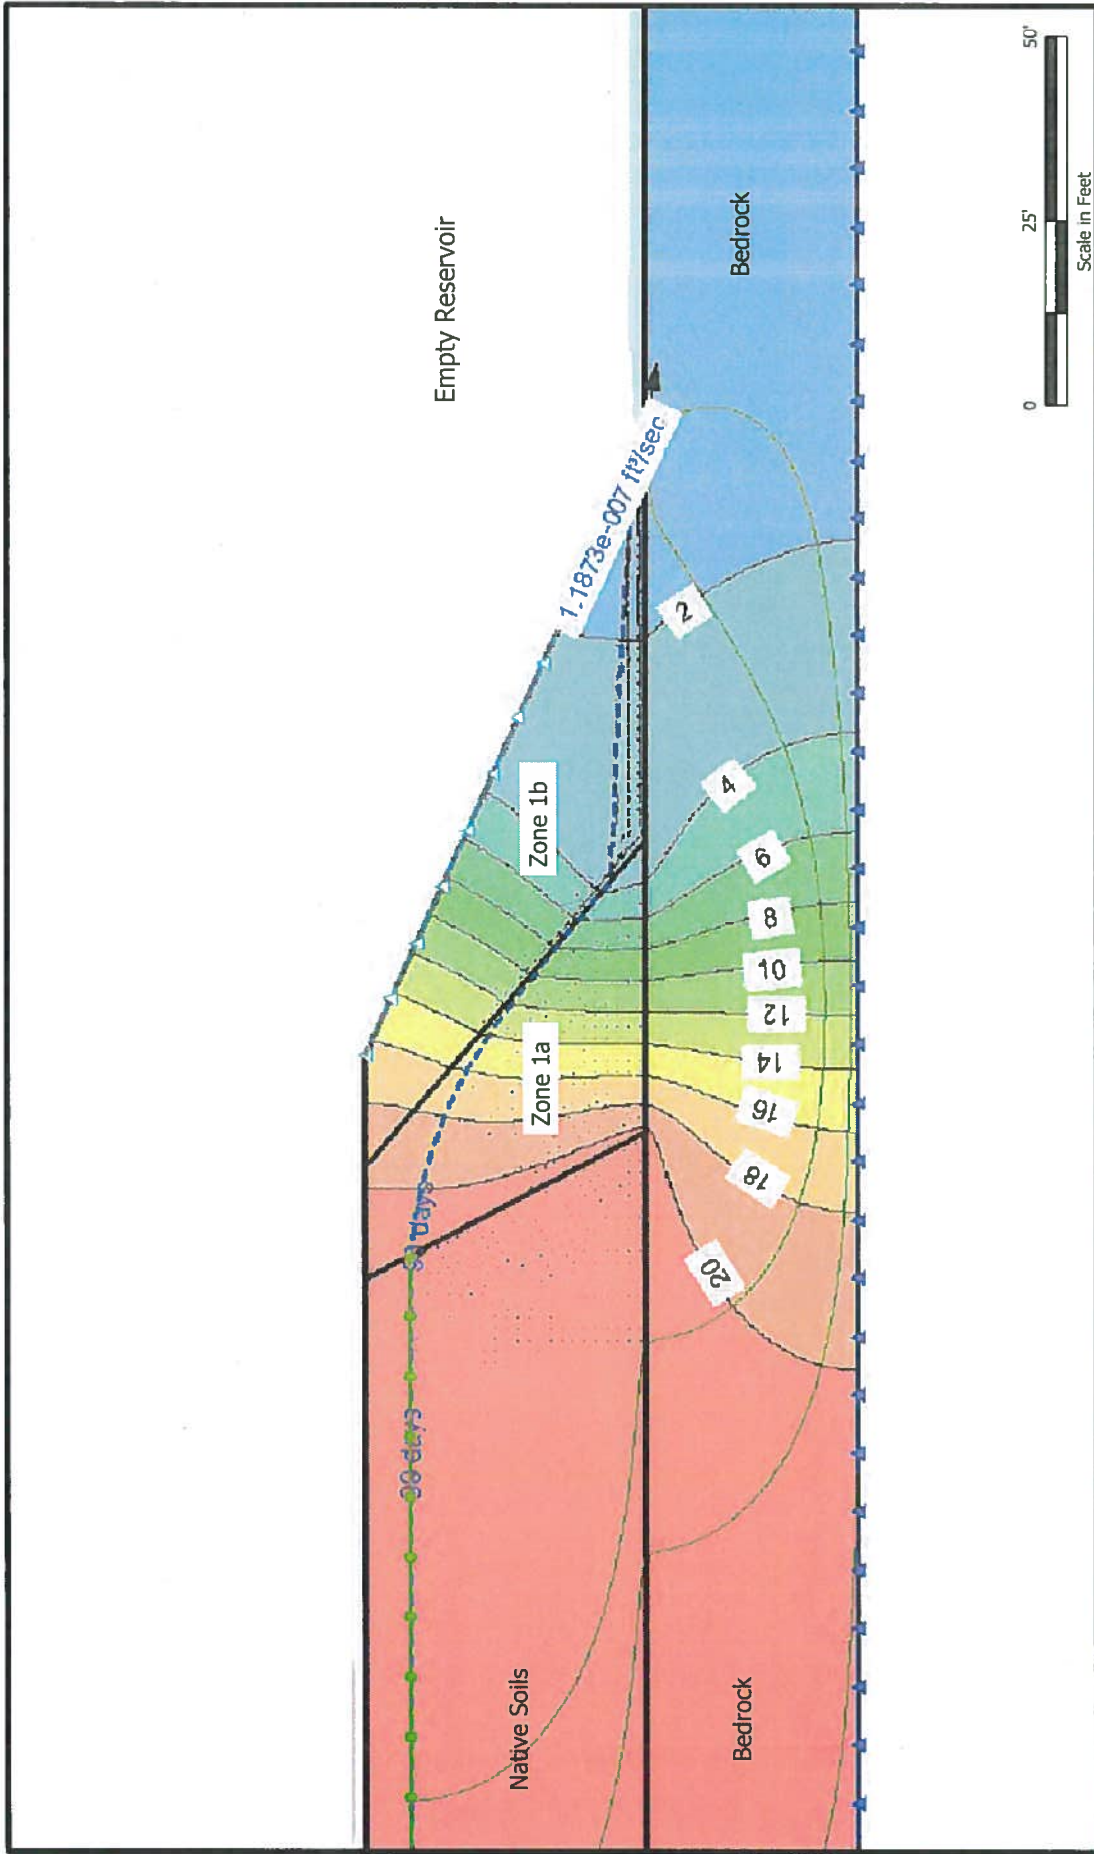 Empty Reservoir
1.1873e-007 ft³/sec
Zone 1b
Zone 1a
days
30 days
Native Soils
Bedrock
Bedrock
20
18
16
14
12
10
8
6
4
2
0
25'
50'
Scale in Feet